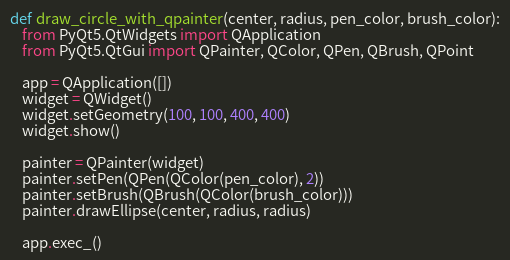 def draw_circle_with_qpainter(center, radius, pen_color, brush_color):
from PyQt5.QtWidgets import QApplication
from PyQt5.QtGui import QPainter, QColor, QPen, QBrush, QPoint
app = QApplication([])
widget = QWidget()
widget.setGeometry(100, 100, 400, 400)
widget.show()
painter = QPainter(widget)
painter.setPen(QPen(QColor(pen_color), 2))
painter.setBrush(QBrush(QColor(brush_color)))
painter.drawEllipse(center, radius, radius)
app.exec_()